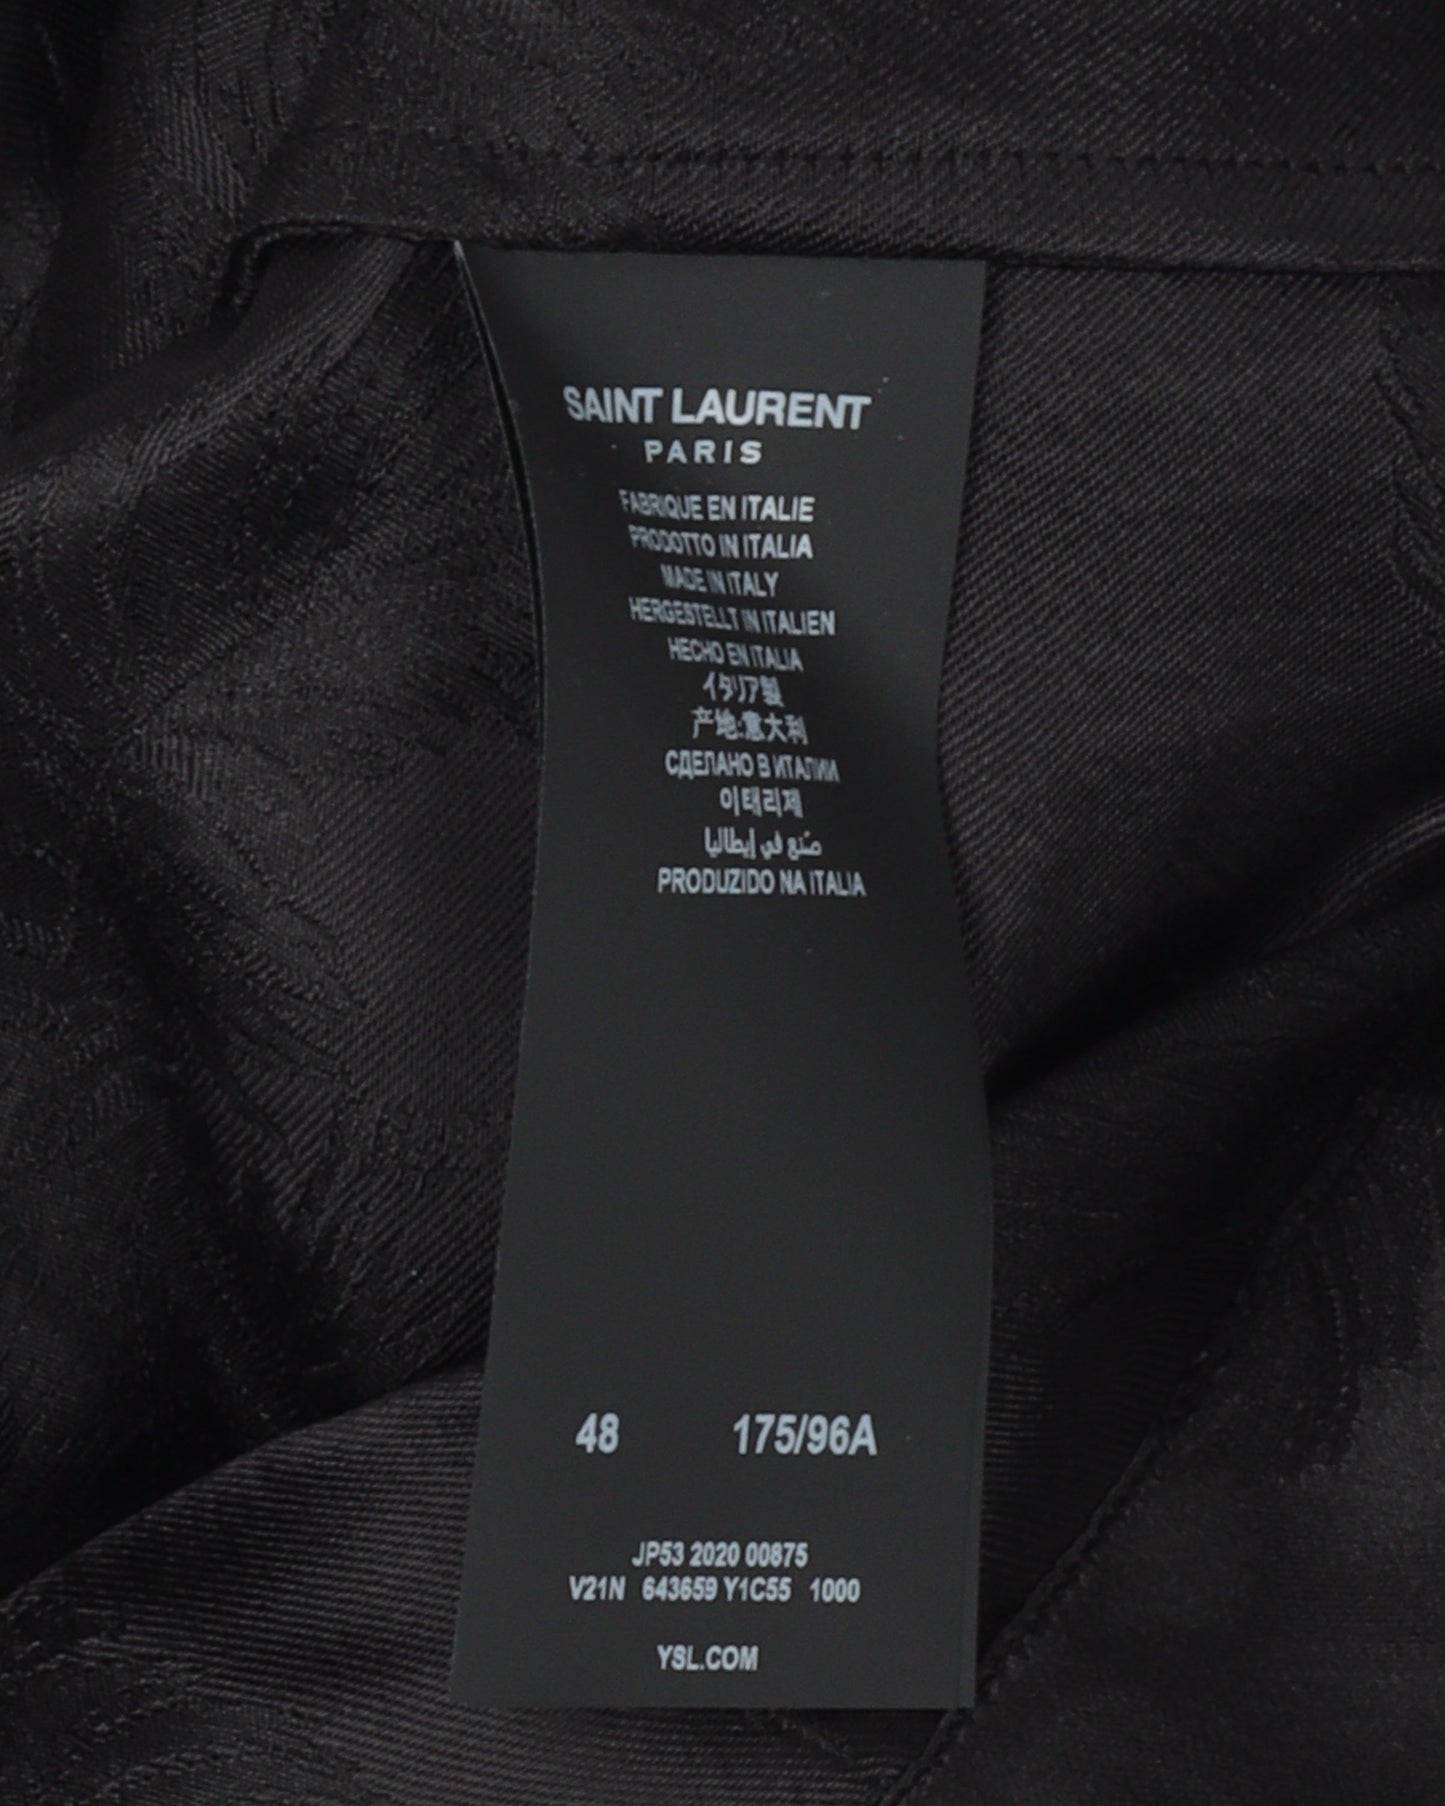 SAINT LAURENT
PARIS
FABRIQUE EN ITALIE
PRODOTTO IN ITALIA
MADE IN ITALY
HERGESTELLT IN ITALIEN
HECHO EN ITALIA
イタリア製
产地:意大利
СДЕЛАНО В ИТАЛИИ
이태리제
صُنع في إيطاليا
PRODUZIDO NA ITALIA
48 175/96A
JP53 2020 00875
V21N 643659 Y1C55 1000
YSL.COM